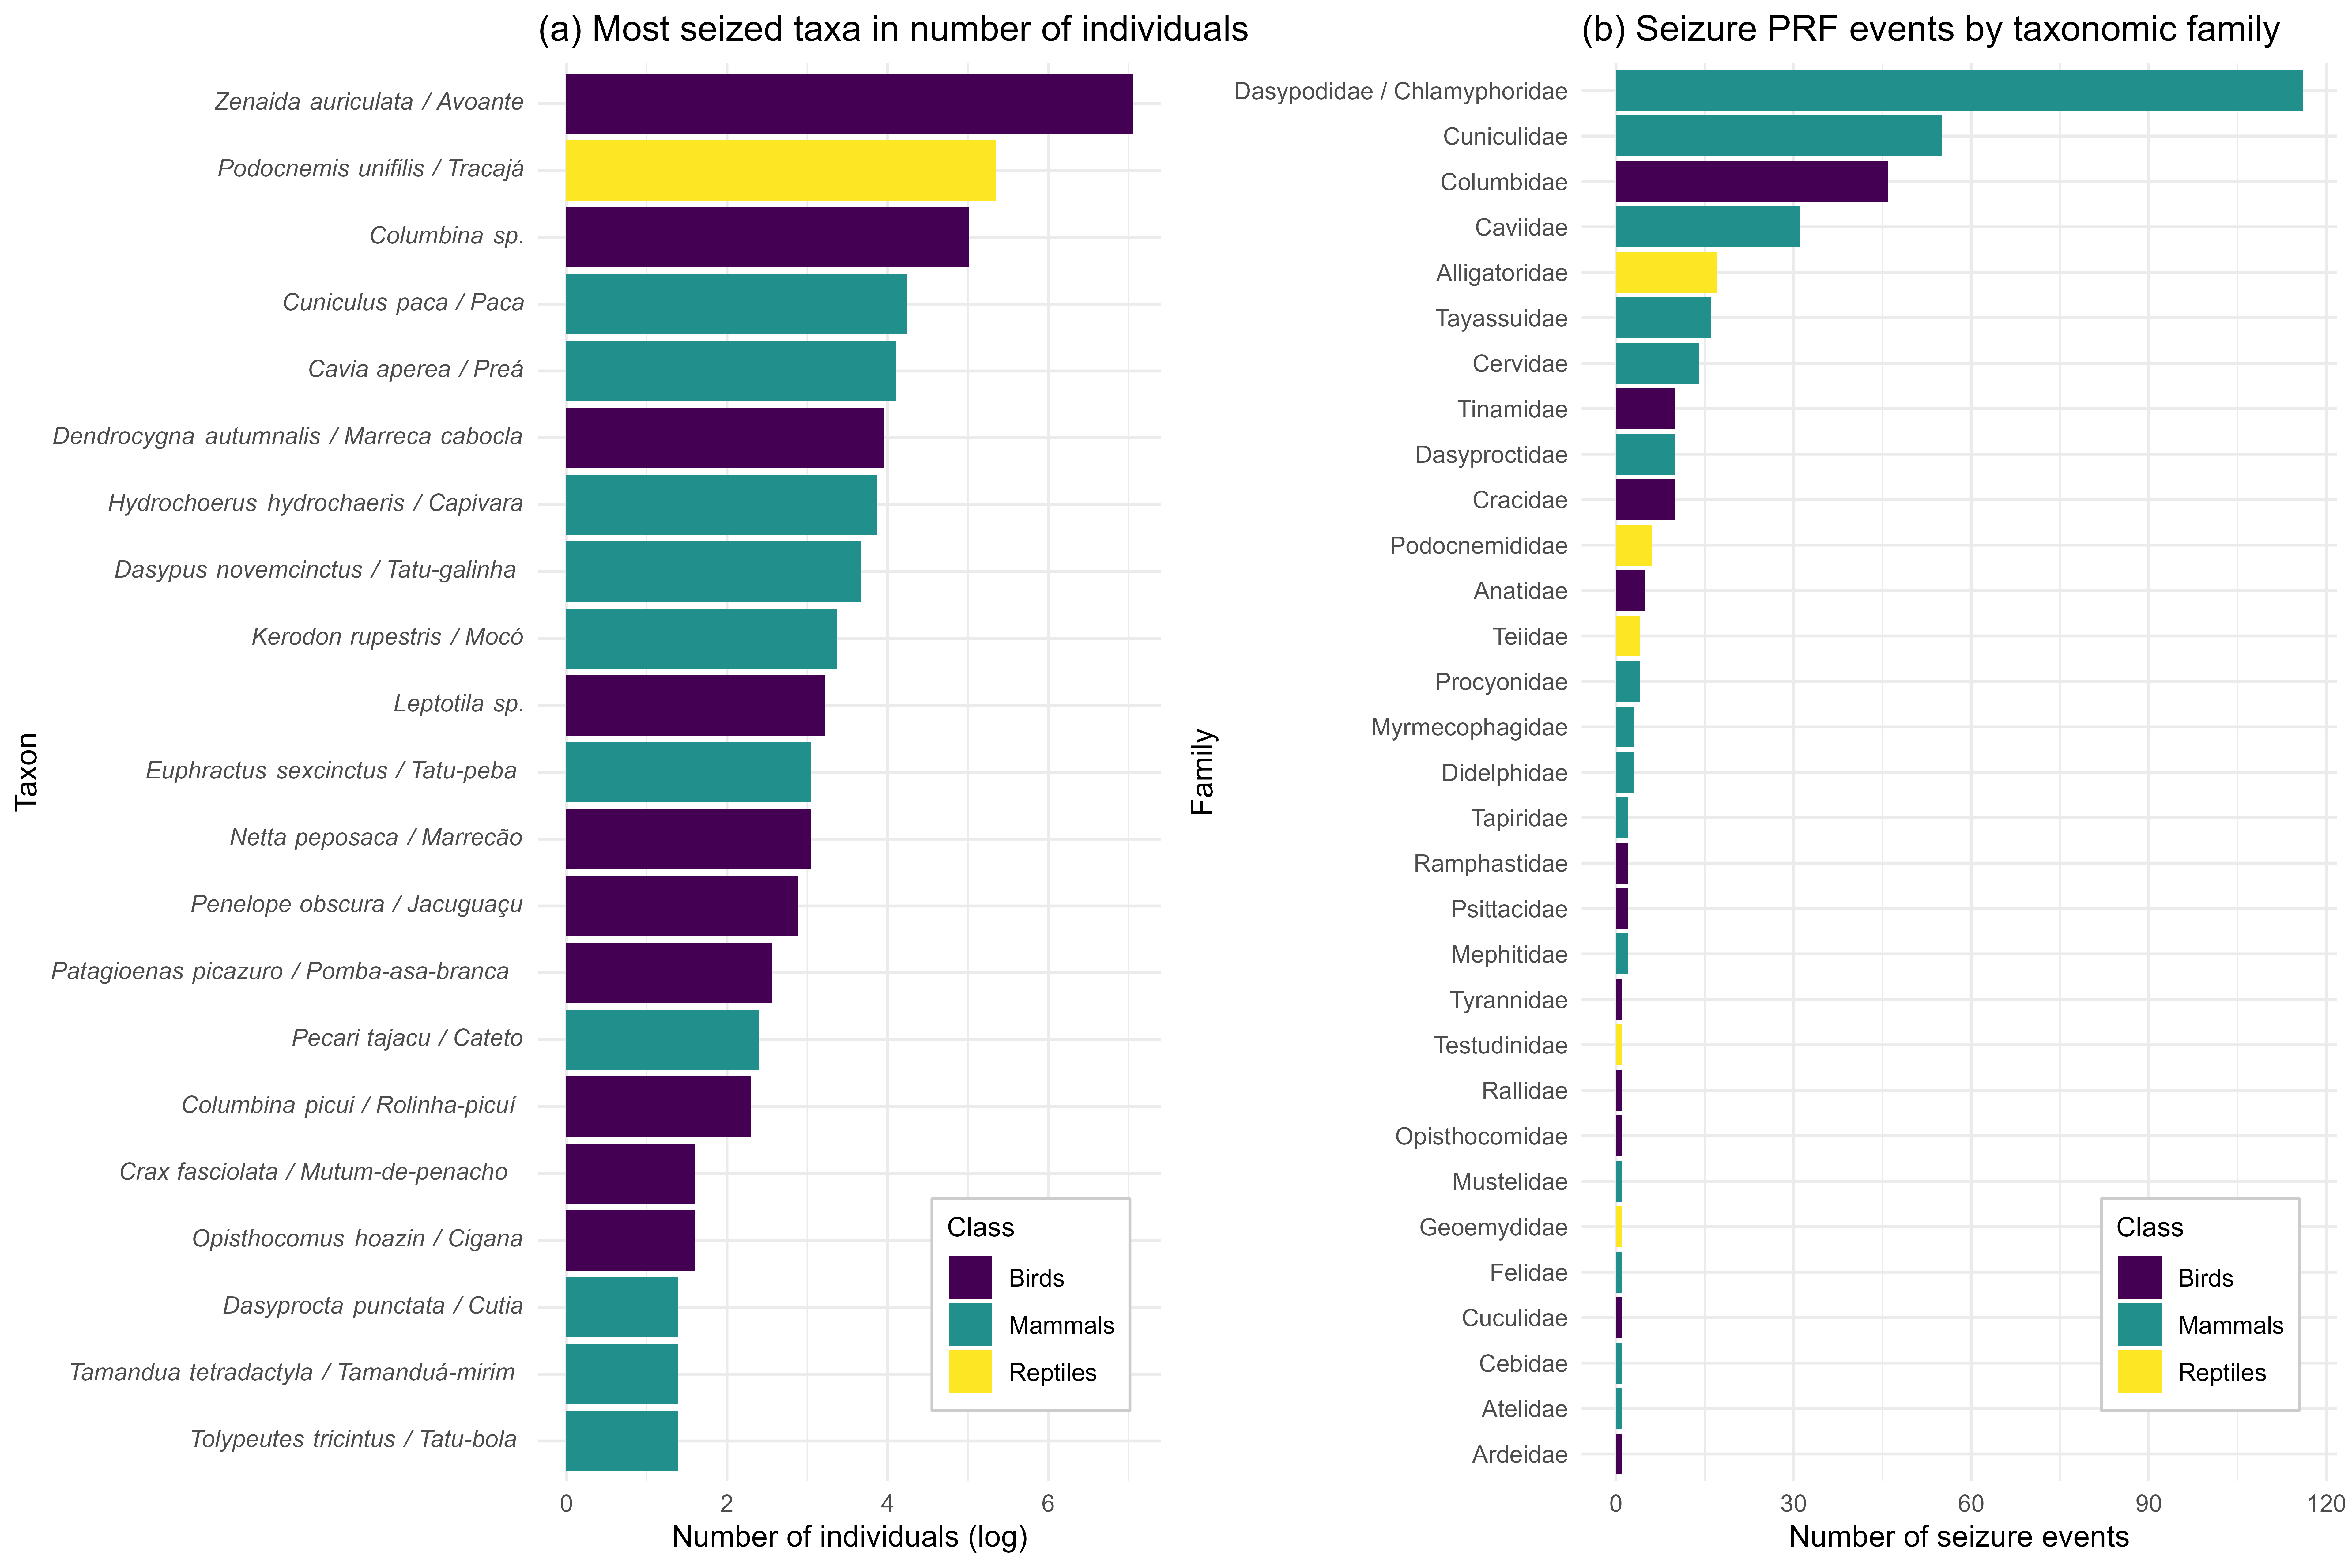 (a) Most seized taxa in number of individuals
Taxon
Zenaida auriculata / Avoante
Podocnemis unifilis / Tracajá
Columbina sp.
Cuniculus paca / Paca
Cavia aperea / Preá
Dendrocygna autumnalis / Marreca cabocla
Hydrochoerus hydrochaeris / Capivara
Dasypus novemcinctus / Tatu-galinha
Kerodon rupestris / Mocó
Leptotila sp.
Euphractus sexcinctus / Tatu-peba
Netta peposaca / Marrecão
Penelope obscura / Jacuguaçu
Patagioenas picazuro / Pomba-asa-branca
Pecari tajacu / Cateto
Columbina picui / Rolinha-picuí
Crax fasciolata / Mutum-de-penacho
Opisthocomus hoazin / Cigana
Dasyprocta punctata / Cutia
Tamandua tetradactyla / Tamanduá-mirim
Tolypeutes tricintus / Tatu-bola
Class
Birds
Mammals
Reptiles
0 2 4 6
Number of individuals (log)
(b) Seizure PRF events by taxonomic family
Family
Dasypodidae / Chlamyphoridae
Cuniculidae
Columbidae
Caviidae
Alligatoridae
Tayassuidae
Cervidae
Tinamidae
Dasyproctidae
Cracidae
Podocnemididae
Anatidae
Teiidae
Procyonidae
Myrmecophagidae
Didelphidae
Tapiridae
Ramphastidae
Psittacidae
Mephitidae
Tyrannidae
Testudinidae
Rallidae
Opisthocomidae
Mustelidae
Geoemydidae
Felidae
Cuculidae
Cebidae
Atelidae
Ardeidae
Class
Birds
Mammals
Reptiles
0 30 60 90 120
Number of seizure events